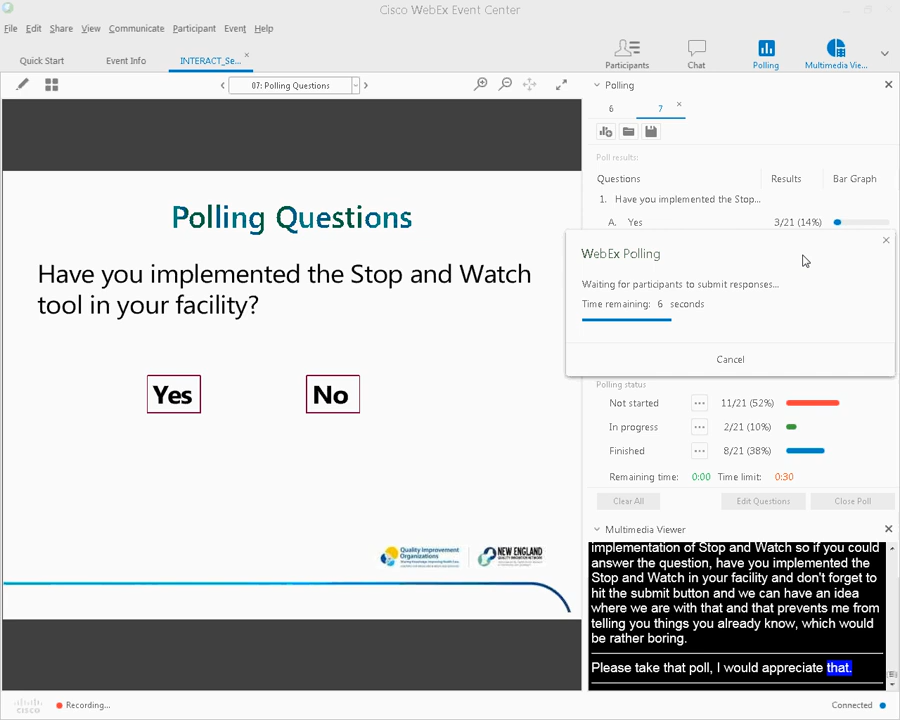 Cisco WebEx Event Center
File Edit Share View Communicate Participant Event Help
Quick Start Event Info INTERACT_Se...
Participants Chat Polling Multimedia Vie...
07: Polling Questions
Polling
6 7
Poll results:
Questions Results Bar Graph
1. Have you implemented the Stop...
A. Yes 3/21 (14%)
WebEx Polling
Waiting for participants to submit responses...
Time remaining: 6 seconds
Cancel
Polling status
Not started 11/21 (52%)
In progress 2/21 (10%)
Finished 8/21 (38%)
Remaining time: 0:00 Time limit: 0:30
Clear All Edit Questions Close Poll
Polling Questions
Have you implemented the Stop and Watch
tool in your facility?
Yes No
Quality Improvement
Organizations
NEW ENGLAND
Multimedia Viewer
implementation of Stop and Watch so if you could
answer the question, have you implemented the
Stop and Watch in your facility and don't forget to
hit the submit button and we can have an idea
where we are with that and that prevents me from
telling you things you already know, which would
be rather boring.
Please take that poll, I would appreciate that.
cisco Recording... Connected